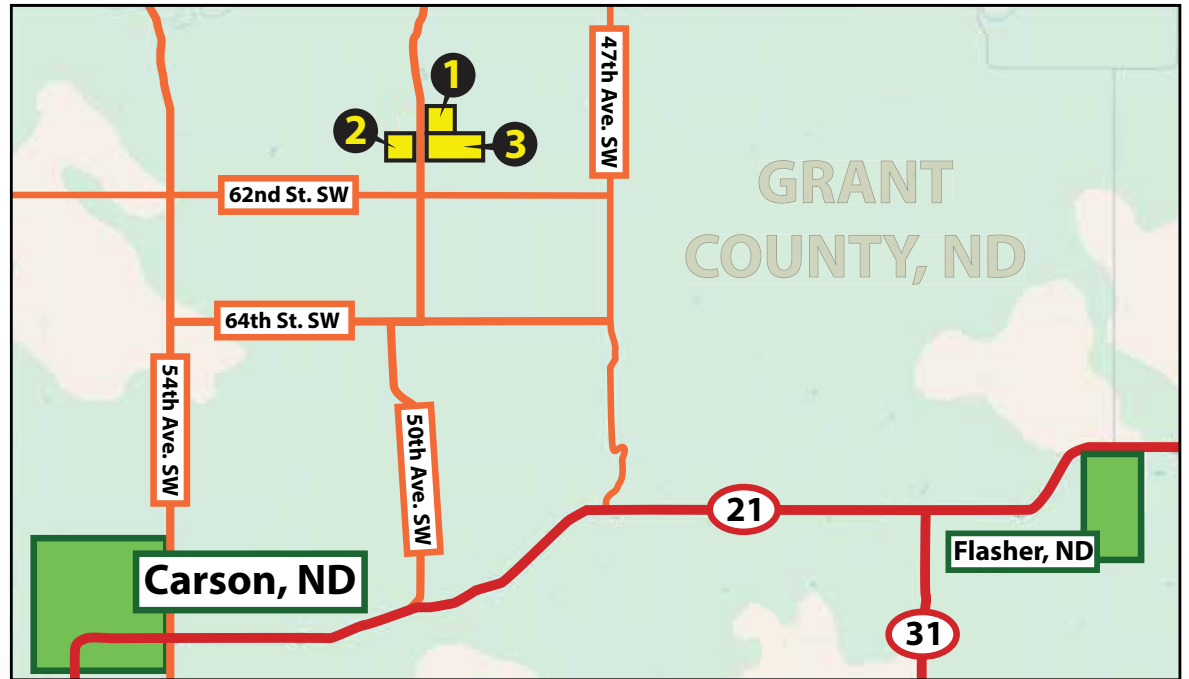 1
47th Ave. SW
2
3
GRANT
COUNTY, ND
62nd St. SW
64th St. SW
54th Ave. SW
50th Ave. SW
21
Flasher, ND
Carson, ND
31